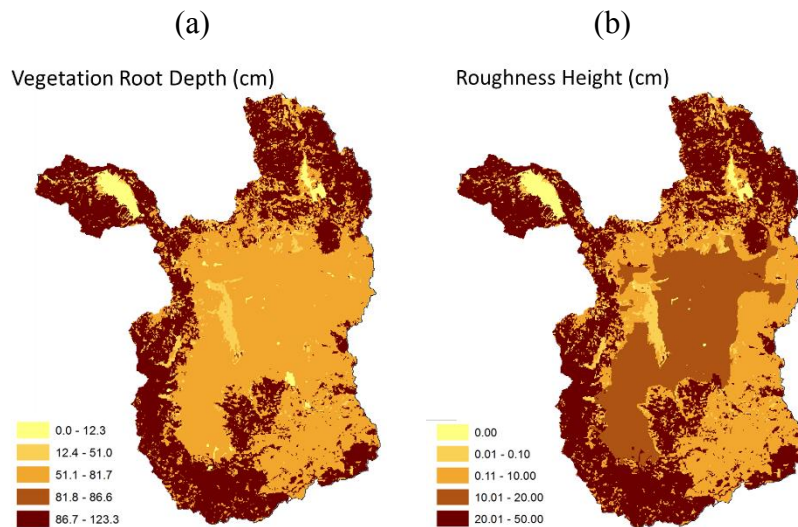 (a)
(b)
Vegetation Root Depth (cm)
Roughness Height (cm)
0.0 - 12.3
12.4 - 51.0
51.1 - 81.7
81.8 - 86.6
86.7 - 123.3
0.00
0.01 - 0.10
0.11 - 10.00
10.01 - 20.00
20.01 - 50.00